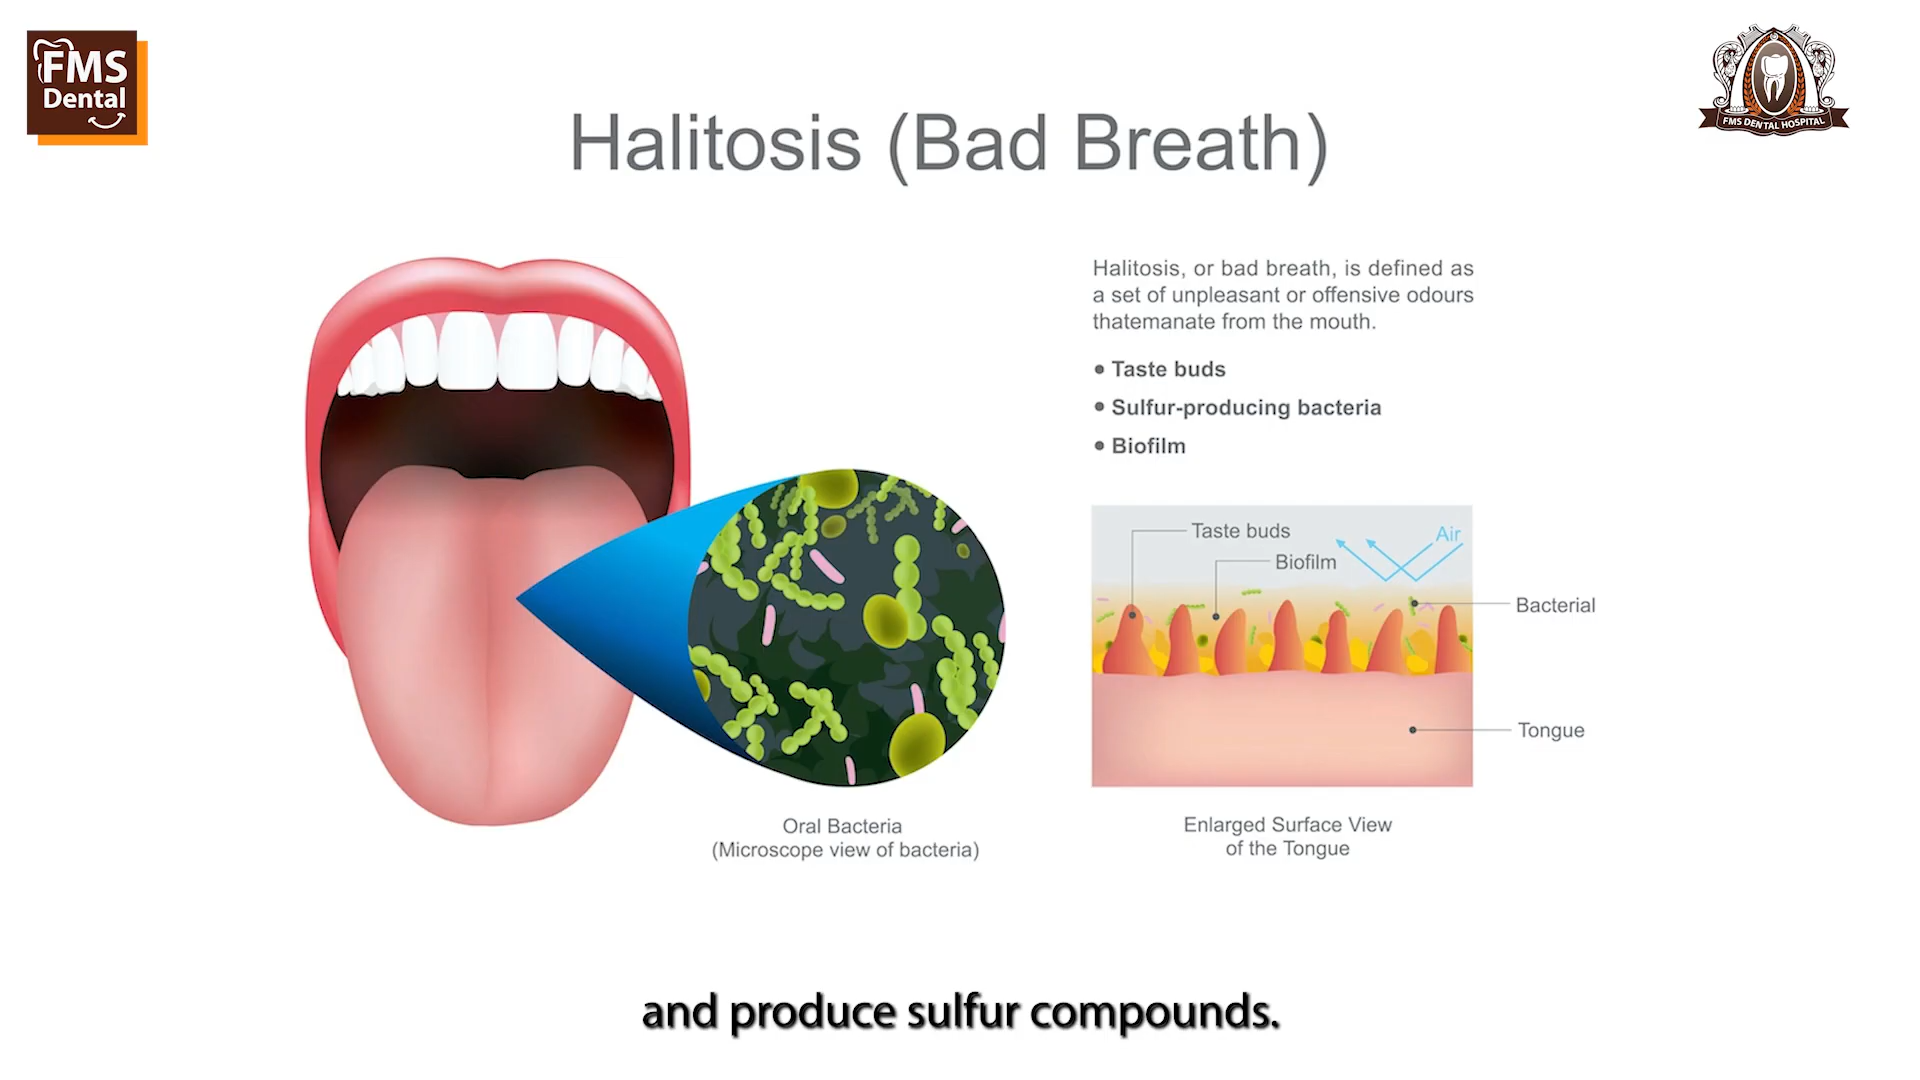 FMS
Dental
FMS DENTAL HOSPITAL
Halitosis (Bad Breath)
Halitosis, or bad breath, is defined as
a set of unpleasant or offensive odours
thatemanate from the mouth.
• Taste buds
• Sulfur-producing bacteria
• Biofilm
Taste buds
Air
Biofilm
Bacterial
Tongue
Oral Bacteria
(Microscope view of bacteria)
Enlarged Surface View
of the Tongue
and produce sulfur compounds.